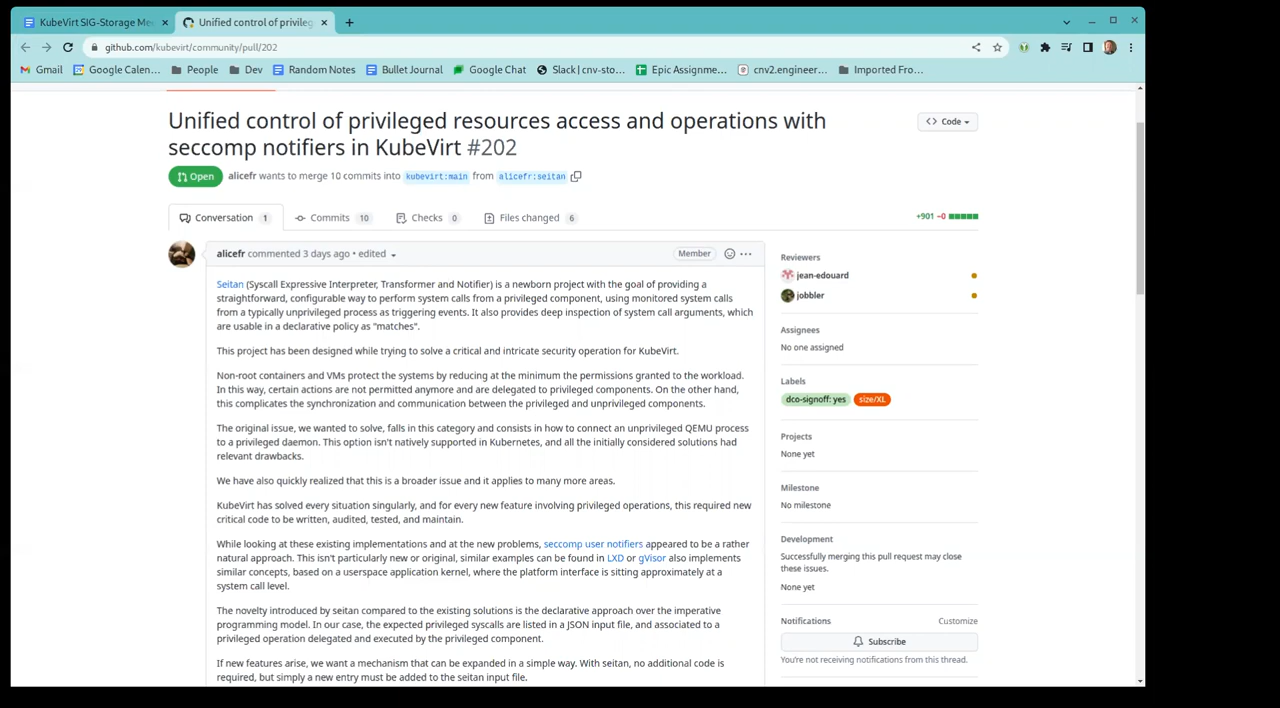 KubeVirt SIG-Storage Me
Unified control of privileg
github.com/kubevirt/community/pull/202
Gmail
Google Calen...
People
Dev
Random Notes
Bullet Journal
Google Chat
Slack | cnv-sto...
Epic Assignme...
cnv2.engineer...
Imported Fro...
Unified control of privileged resources access and operations with
seccomp notifiers in KubeVirt #202
<> Code
Open
alicefr wants to merge 10 commits into kubevirt:main from alicefr:seitan
Conversation 1
Commits 10
Checks 0
Files changed 6
+901 −0
alicefr commented 3 days ago • edited
Member
Seitan (Syscall Expressive Interpreter, Transformer and Notifier) is a newborn project with the goal of providing a
straightforward, configurable way to perform system calls from a privileged component, using monitored system calls
from a typically unprivileged process as triggering events. It also provides deep inspection of system call arguments, which
are usable in a declarative policy as "matches".
This project has been designed while trying to solve a critical and intricate security operation for KubeVirt.
Non-root containers and VMs protect the systems by reducing at the minimum the permissions granted to the workload.
In this way, certain actions are not permitted anymore and are delegated to privileged components. On the other hand,
this complicates the synchronization and communication between the privileged and unprivileged components.
The original issue, we wanted to solve, falls in this category and consists in how to connect an unprivileged QEMU process
to a privileged daemon. This option isn't natively supported in Kubernetes, and all the initially considered solutions had
relevant drawbacks.
We have also quickly realized that this is a broader issue and it applies to many more areas.
KubeVirt has solved every situation singularly, and for every new feature involving privileged operations, this required new
critical code to be written, audited, tested, and maintain.
While looking at these existing implementations and at the new problems, seccomp user notifiers appeared to be a rather
natural approach. This isn't particularly new or original, similar examples can be found in LXD or gVisor also implements
similar concepts, based on a userspace application kernel, where the platform interface is sitting approximately at a
system call level.
The novelty introduced by seitan compared to the existing solutions is the declarative approach over the imperative
programming model. In our case, the expected privileged syscalls are listed in a JSON input file, and associated to a
privileged operation delegated and executed by the privileged component.
If new features arise, we want a mechanism that can be expanded in a simple way. With seitan, no additional code is
required, but simply a new entry must be added to the seitan input file.
Reviewers
jean-edouard
jobbler
Assignees
No one assigned
Labels
dco-signoff: yes
size/XL
Projects
None yet
Milestone
No milestone
Development
Successfully merging this pull request may close
these issues.
None yet
Notifications
Customize
Subscribe
You're not receiving notifications from this thread.